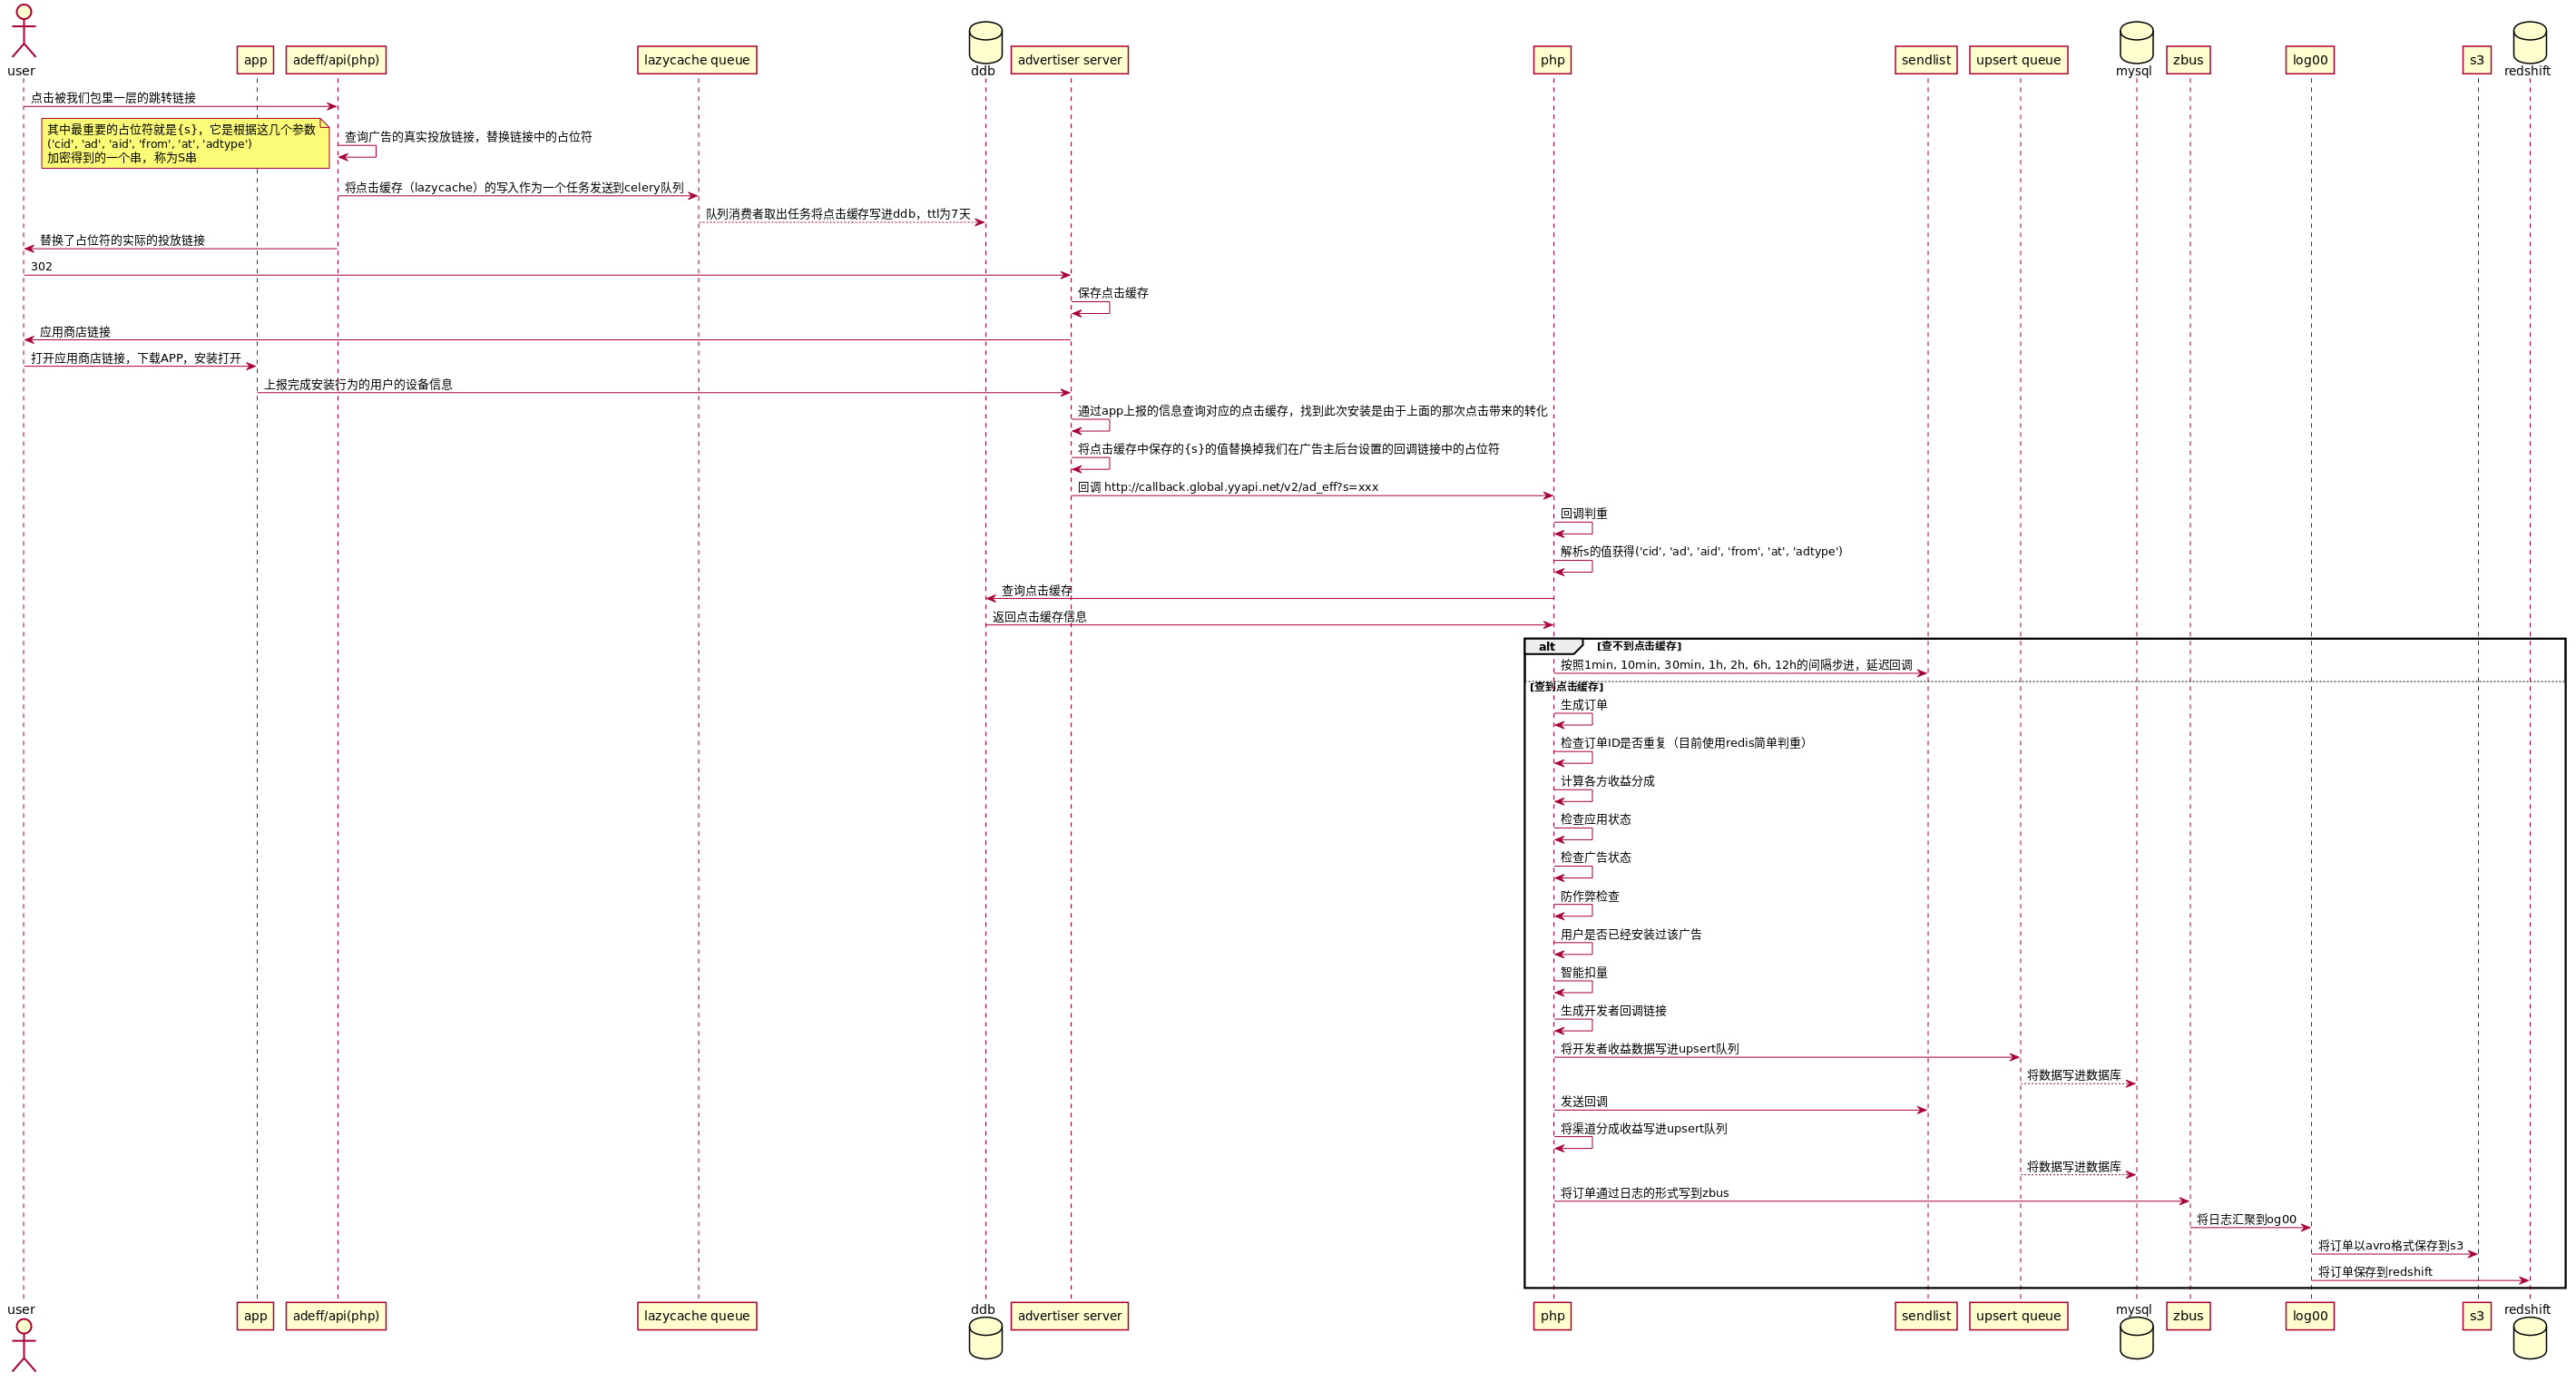 user
app
adeff/api(php)
lazycache queue
ddb
advertiser server
php
sendlist
upsert queue
mysql
zbus
log00
s3
redshift
点击被我们包里一层的跳转链接
其中最重要的占位符就是{s}，它是根据这几个参数
('cid', 'ad', 'aid', 'from', 'at', 'adtype')
加密得到的一个串，称为S串
查询广告的真实投放链接，替换链接中的占位符
将点击缓存（lazycache）的写入作为一个任务发送到celery队列
队列消费者取出任务将点击缓存写进ddb，ttl为7天
替换了占位符的实际的投放链接
302
保存点击缓存
应用商店链接
打开应用商店链接，下载APP，安装打开
上报完成安装行为的用户的设备信息
通过app上报的信息查询对应的点击缓存，找到此次安装是由于上面的那次点击带来的转化
将点击缓存中保存的{s}的值替换掉我们在广告主后台设置的回调链接中的占位符
回调 http://callback.global.yyapi.net/v2/ad_eff?s=xxx
回调判重
解析s的值获得('cid', 'ad', 'aid', 'from', 'at', 'adtype')
查询点击缓存
返回点击缓存信息
alt [查不到点击缓存]
按照1min, 10min, 30min, 1h, 2h, 6h, 12h的间隔步进，延迟回调
[查到点击缓存]
生成订单
检查订单ID是否重复（目前使用redis简单判重）
计算各方收益分成
检查应用状态
检查广告状态
防作弊检查
用户是否已经安装过该广告
智能扣量
生成开发者回调链接
将开发者收益数据写进upsert队列
将数据写进数据库
发送回调
将渠道分成收益写进upsert队列
将数据写进数据库
将订单通过日志的形式写到zbus
将日志汇聚到og00
将订单以avro格式保存到s3
将订单保存到redshift
user
app
adeff/api(php)
lazycache queue
ddb
advertiser server
php
sendlist
upsert queue
mysql
zbus
log00
s3
redshift